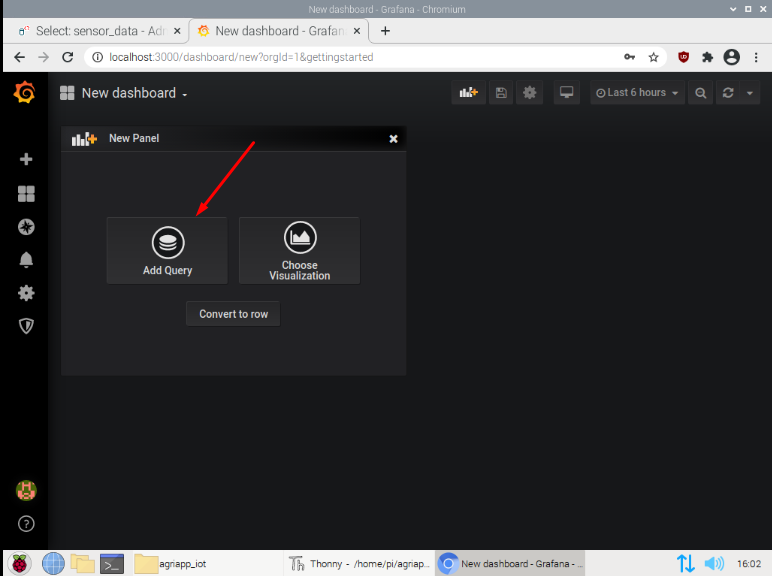 New dashboard - Grafana - Chromium
Select: sensor_data - Adr
New dashboard - Grafan
localhost:3000/dashboard/new?orgId=1&gettingstarted
New dashboard
Last 6 hours
New Panel
Add Query
Choose
Visualization
Convert to row
?
>_
agriapp_iot
Th
Thonny - /home/pi/agriap...
New dashboard - Grafana - ...
16:02